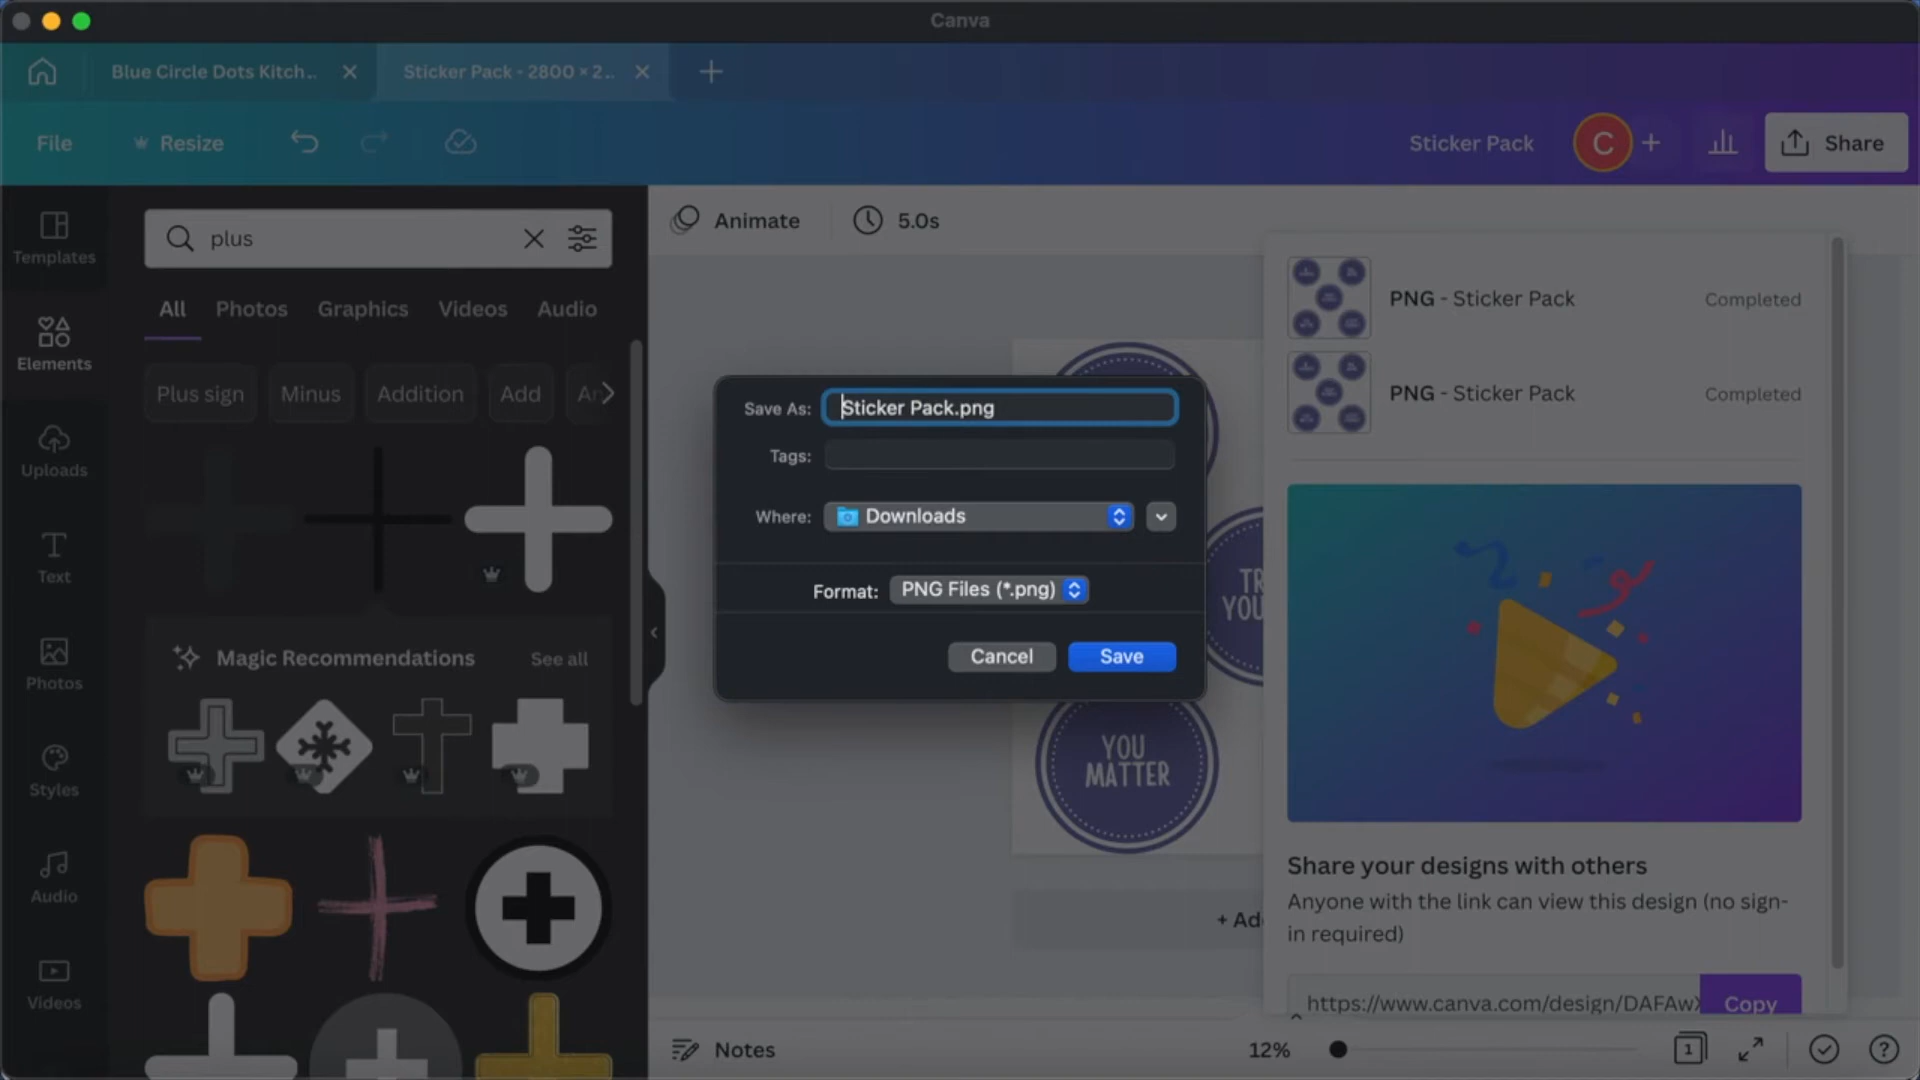 Canva
Blue Circle Dots Kitch..
Sticker Pack - 2800 × 2..
File
Resize
Sticker Pack
C
Share
Templates
Elements
Uploads
Text
Photos
Styles
Audio
Videos
plus
All
Photos
Graphics
Videos
Audio
Plus sign
Minus
Addition
Add
Magic Recommendations
See all
Animate
5.0s
Save As:
Sticker Pack.png
Tags:
Where:
Downloads
Format:
PNG Files (*.png)
Cancel
Save
YOU
MATTER
PNG - Sticker Pack
Completed
PNG - Sticker Pack
Completed
Share your designs with others
Anyone with the link can view this design (no sign-
in required)
https://www.canva.com/design/DAFAwX
Copy
Notes
12%
1